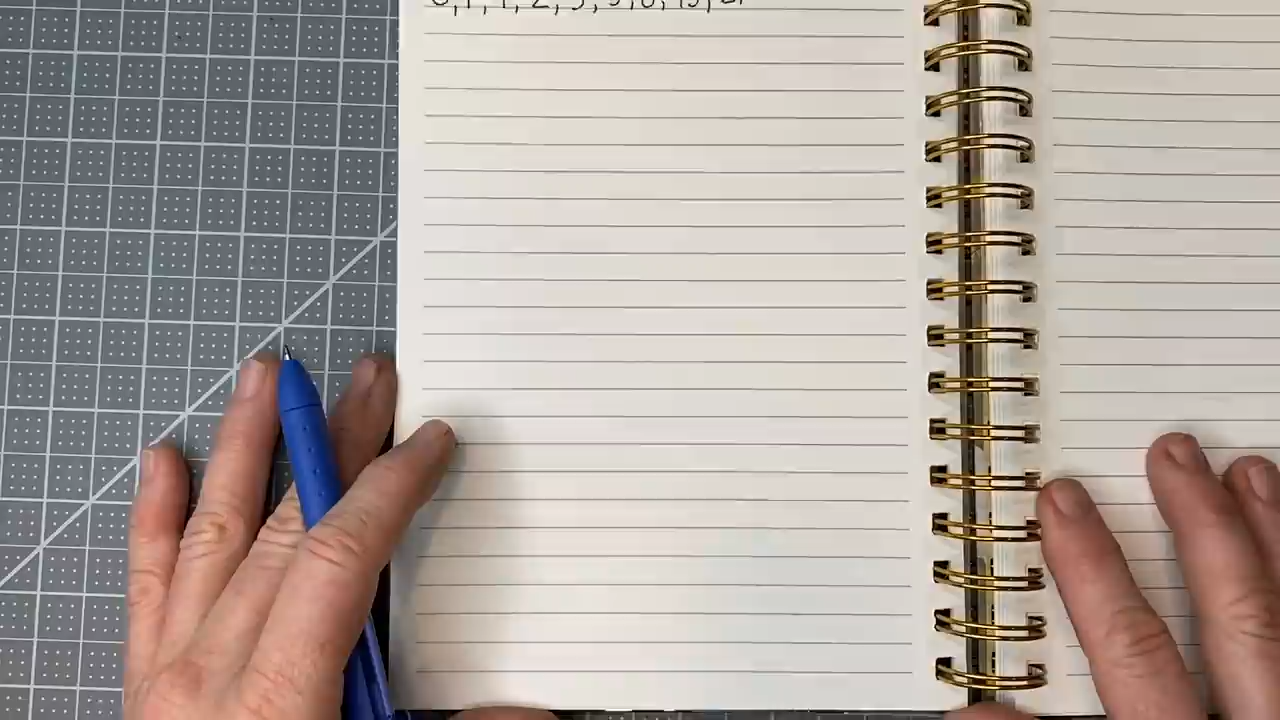 0, 1, 1, 2, 3, 5, 8, 13, 21